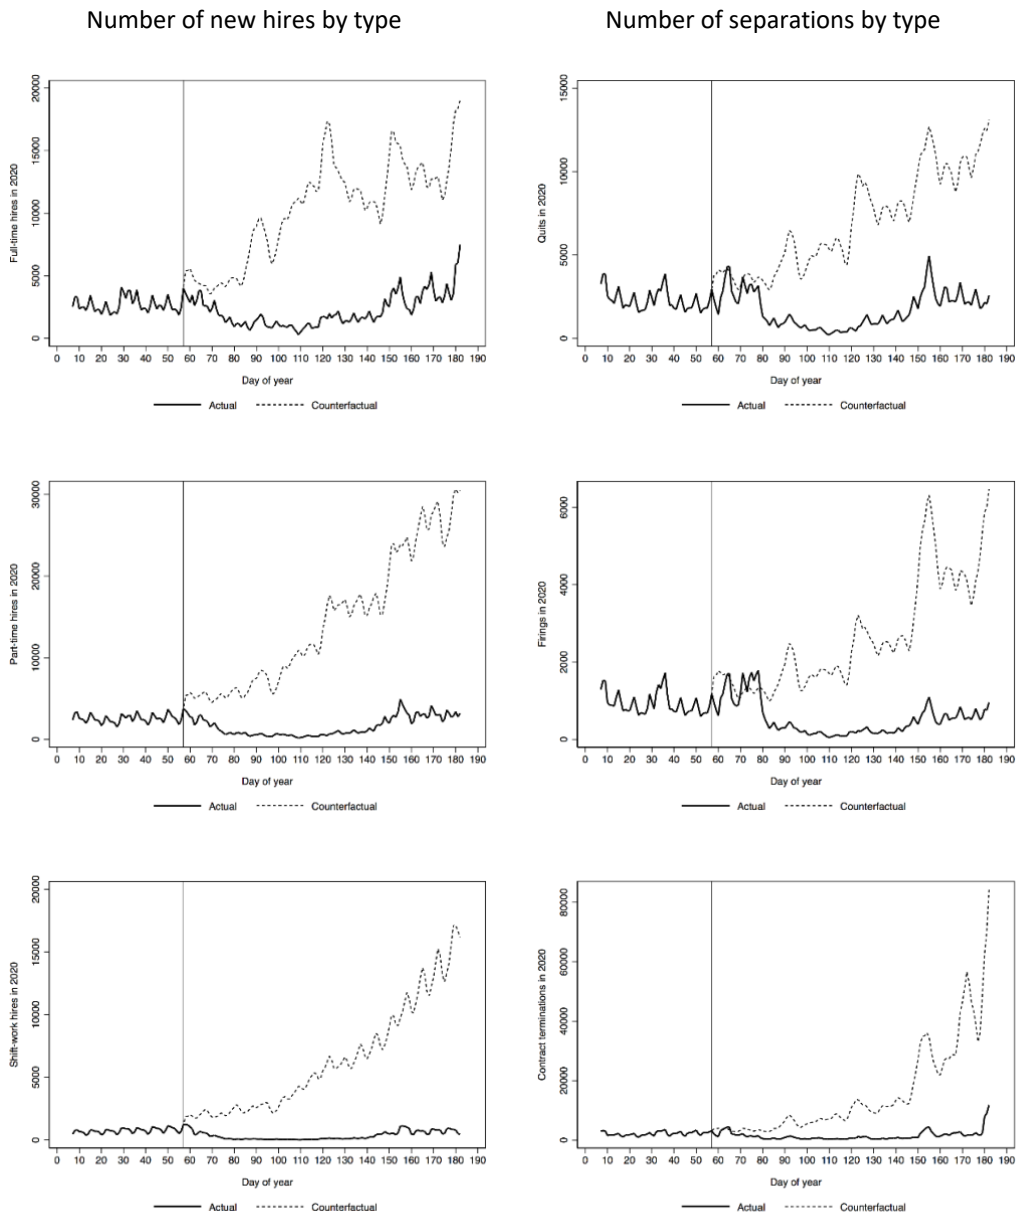 Number of new hires by type
Number of separations by type
Full-time hires in 2020
20000
15000
10000
5000
0
0 10 20 30 40 50 60 70 80 90 100 110 120 130 140 150 160 170 180 190
Day of year
Actual Counterfactual
Quits in 2020
15000
10000
5000
0
0 10 20 30 40 50 60 70 80 90 100 110 120 130 140 150 160 170 180 190
Day of year
Actual Counterfactual
Part-time hires in 2020
30000
20000
10000
0
0 10 20 30 40 50 60 70 80 90 100 110 120 130 140 150 160 170 180 190
Day of year
Actual Counterfactual
Firings in 2020
6000
4000
2000
0
0 10 20 30 40 50 60 70 80 90 100 110 120 130 140 150 160 170 180 190
Day of year
Actual Counterfactual
Shift-work hires in 2020
20000
15000
10000
5000
0
0 10 20 30 40 50 60 70 80 90 100 110 120 130 140 150 160 170 180 190
Day of year
Actual Counterfactual
Contract terminations in 2020
80000
60000
40000
20000
0
0 10 20 30 40 50 60 70 80 90 100 110 120 130 140 150 160 170 180 190
Day of year
Actual Counterfactual